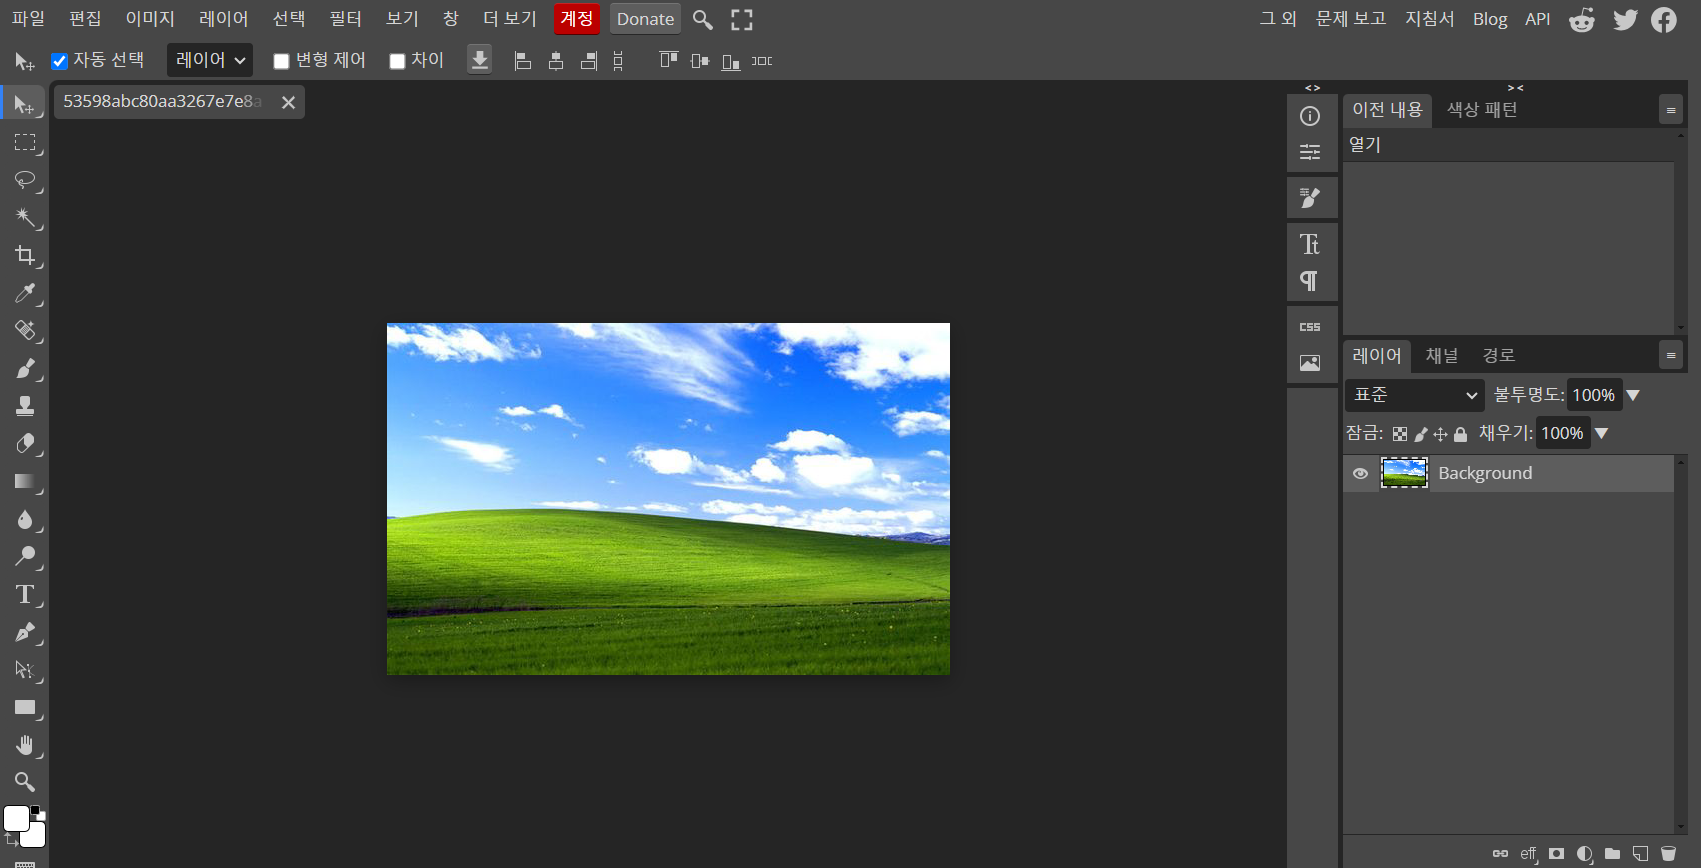 파일 편집 이미지 레이어 선택 필터 보기 창 더 보기 계정 Donate 그 외 문제 보고 지침서 Blog API
자동 선택 레이어 변형 제어 차이
53598abc80aa3267e7e8a
< > > <
이전 내용 색상 패턴
열기
Tt
¶
CSS
레이어 채널 경로
표준 불투명도: 100%
잠금: 채우기: 100%
Background
T
eff